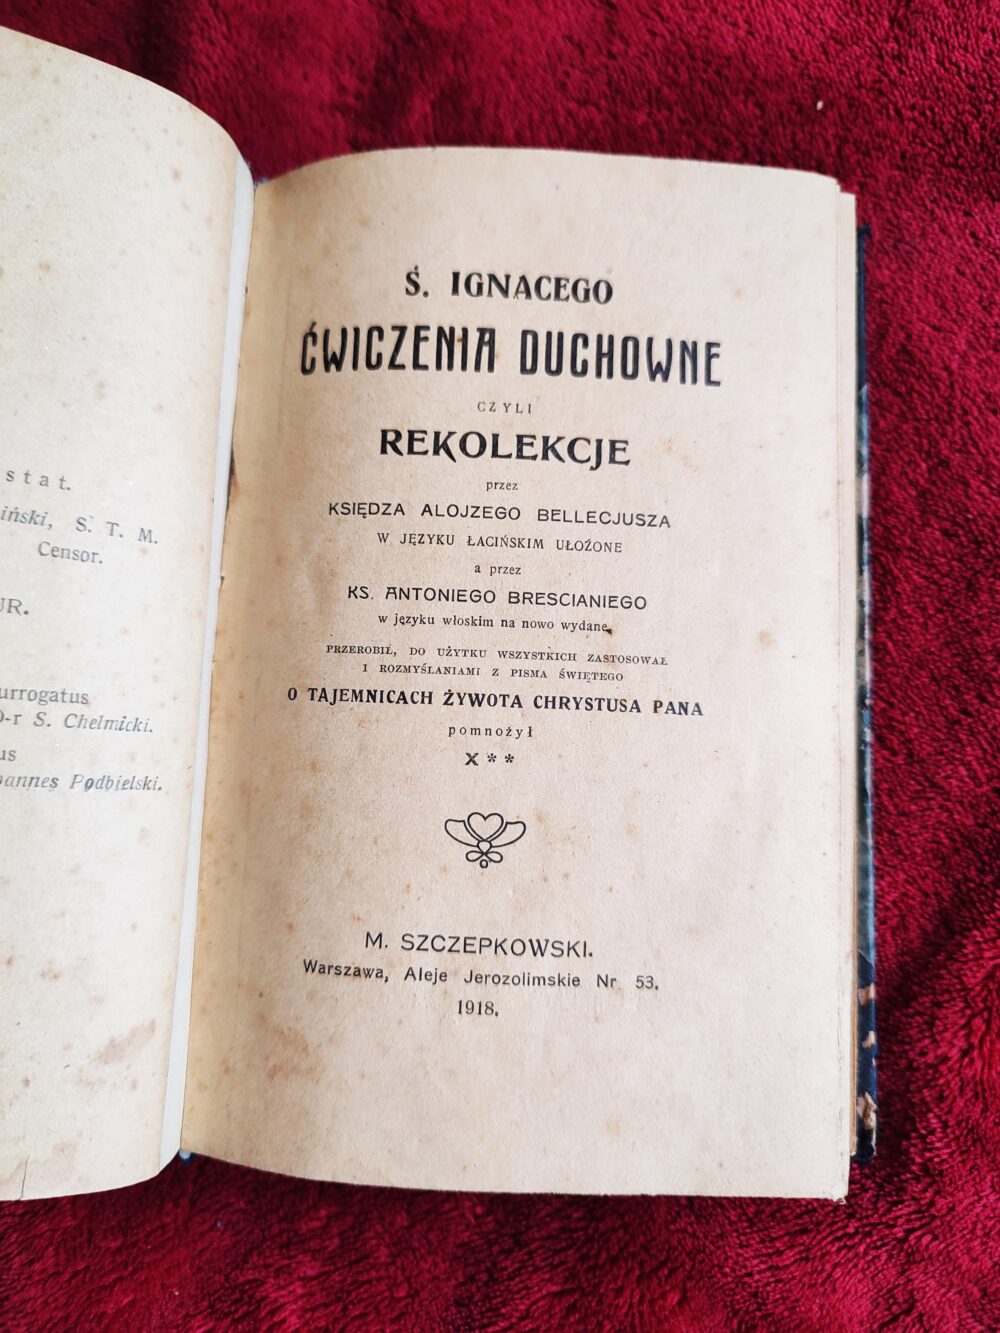 stat.
iński, S. T. M.
Censor.
UR.
urrogatus
D-r S. Chełmicki.
us
oannes Podbielski.
Ś. IGNACEGO
ĆWICZENIA DUCHOWNE
CZYLI
REKOLEKCJE
przez
KSIĘDZA ALOJZEGO BELLECJUSZA
W JĘZYKU ŁACIŃSKIM UŁOŻONE
a przez
KS. ANTONIEGO BRESCIANIEGO
w języku włoskim na nowo wydane,
PRZEROBIŁ, DO UŻYTKU WSZYSTKICH ZASTOSOWAŁ
I ROZMYŚLANIAMI Z PISMA ŚWIĘTEGO
O TAJEMNICACH ŻYWOTA CHRYSTUSA PANA
pomnożył
X**
M. SZCZEPKOWSKI.
Warszawa, Aleje Jerozolimskie Nr. 53.
1918.